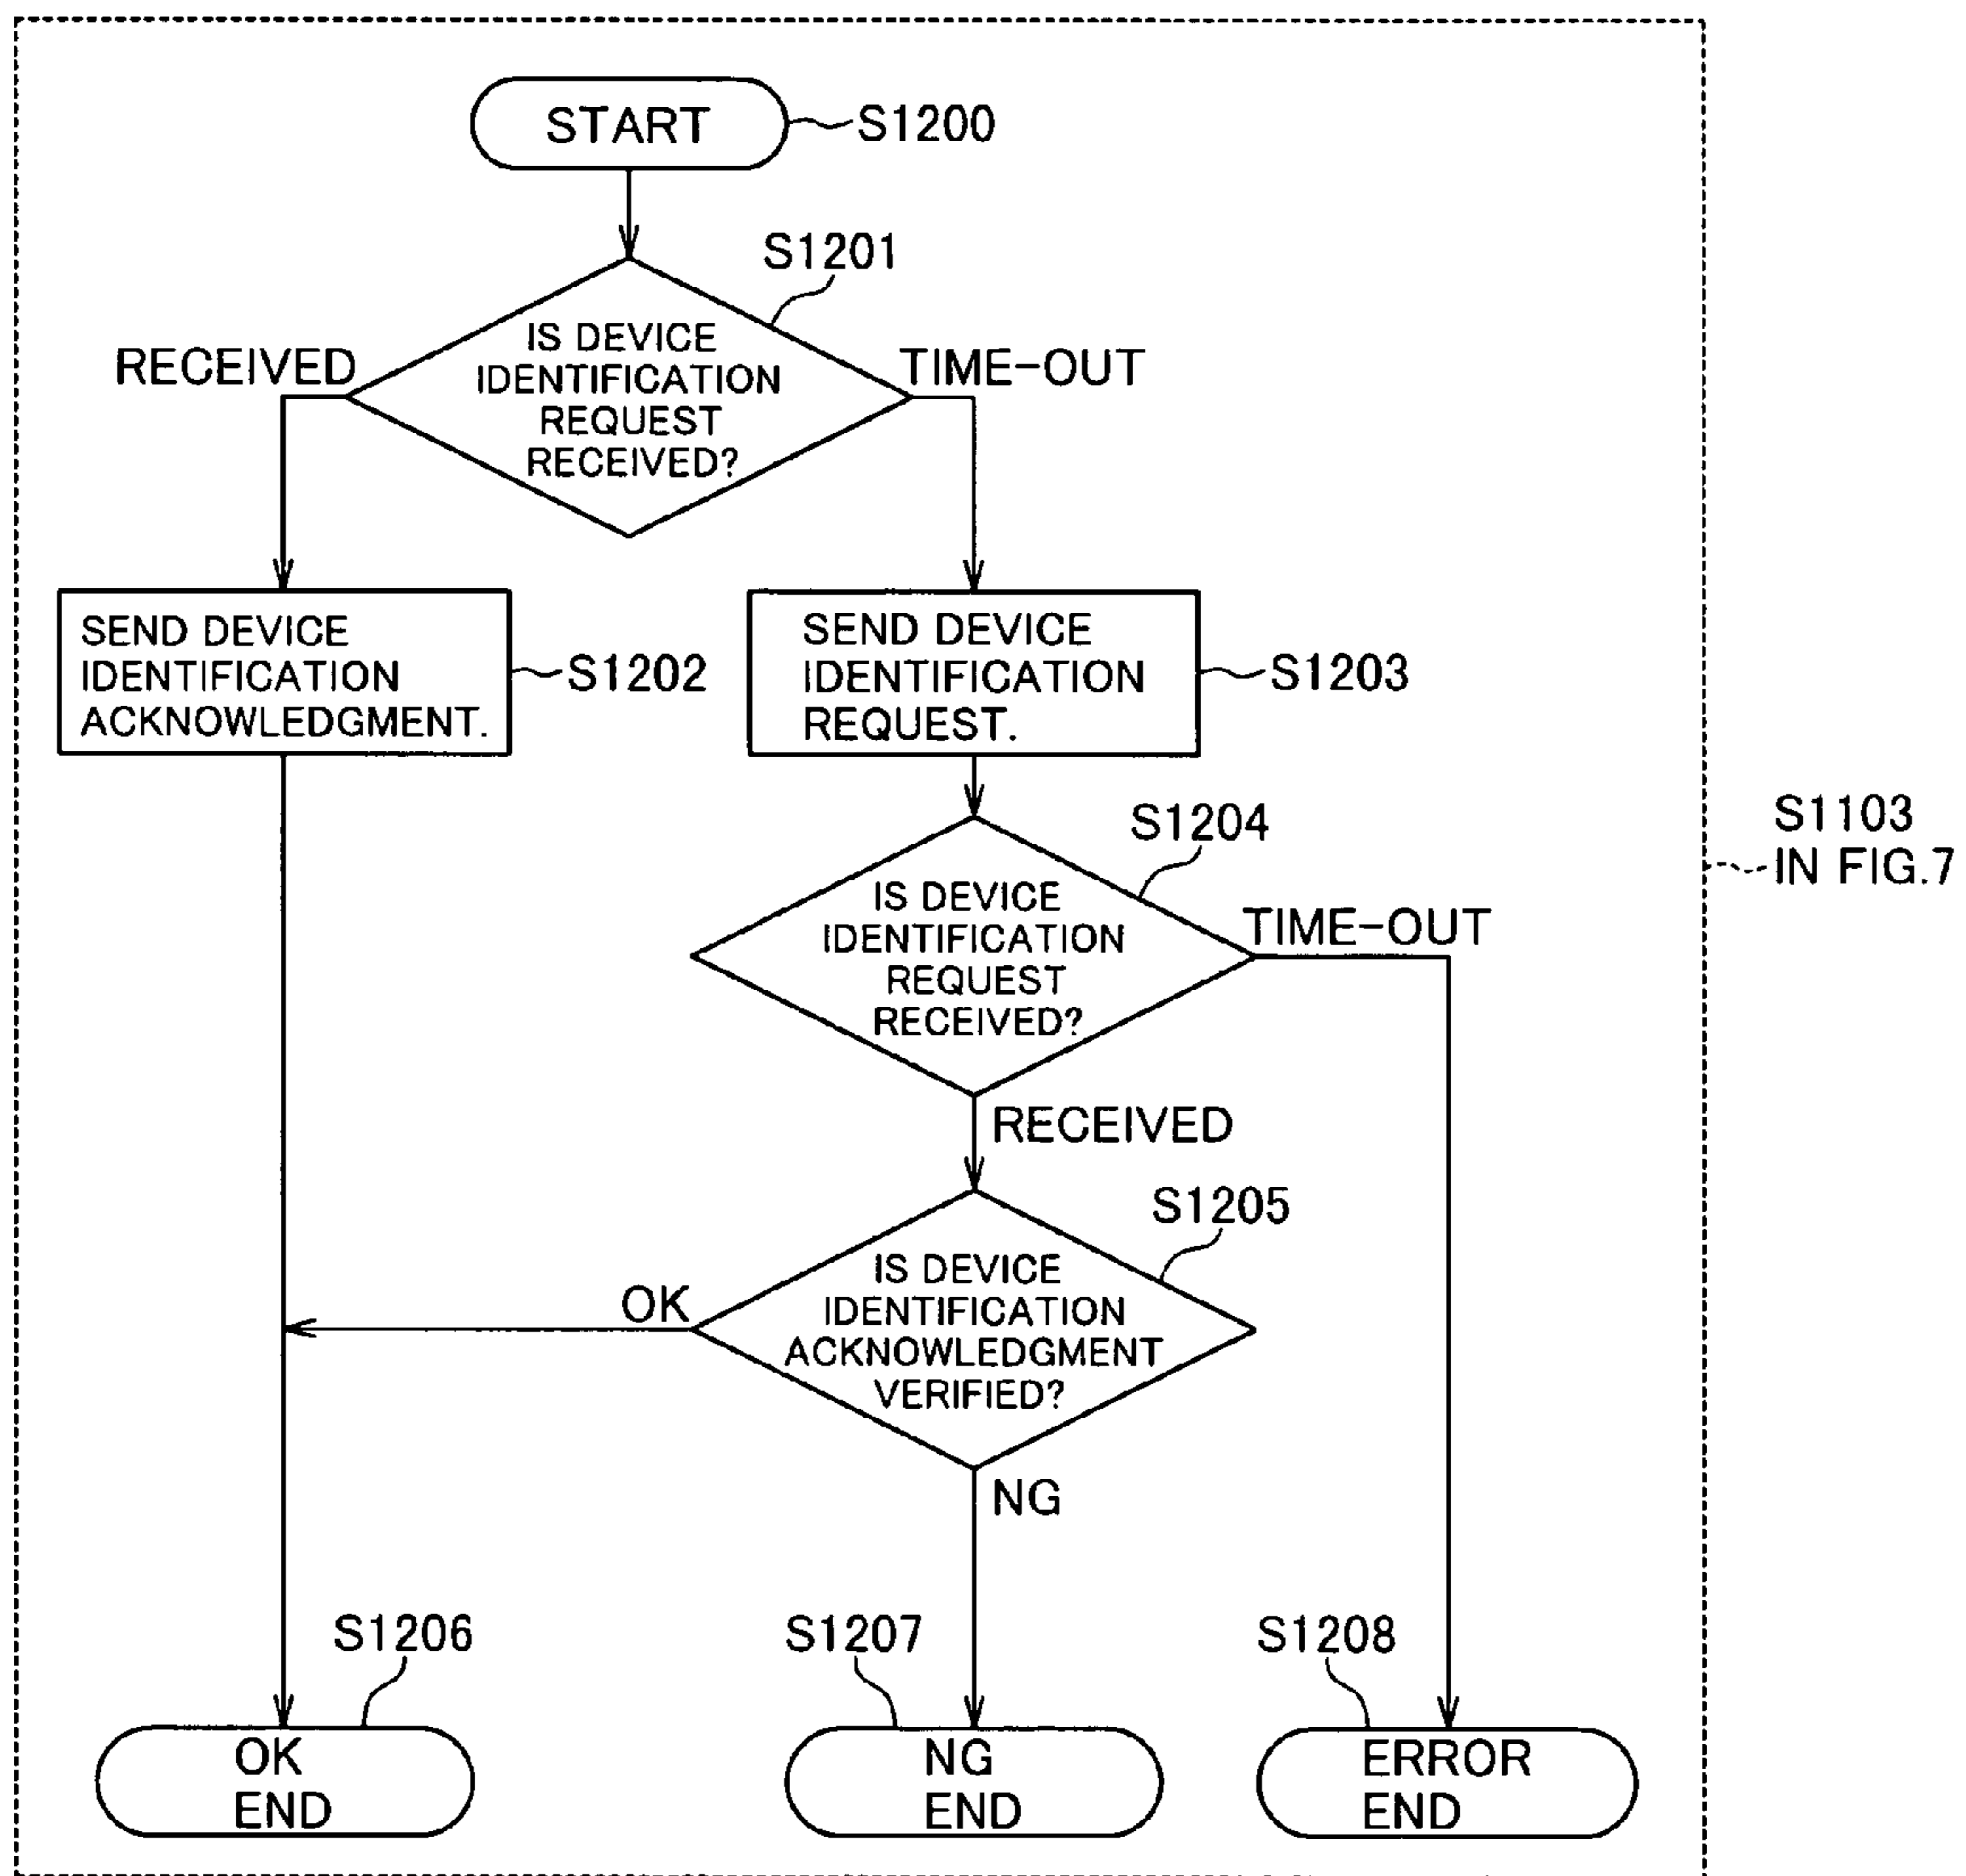 START
S1200
S1201
IS DEVICE
IDENTIFICATION
REQUEST
RECEIVED?
RECEIVED
TIME-OUT
SEND DEVICE
IDENTIFICATION
ACKNOWLEDGMENT.
S1202
SEND DEVICE
IDENTIFICATION
REQUEST.
S1203
S1204
IS DEVICE
IDENTIFICATION
REQUEST
RECEIVED?
TIME-OUT
S1103
IN FIG.7
RECEIVED
S1205
IS DEVICE
IDENTIFICATION
ACKNOWLEDGMENT
VERIFIED?
OK
NG
S1206
S1207
S1208
OK
END
NG
END
ERROR
END